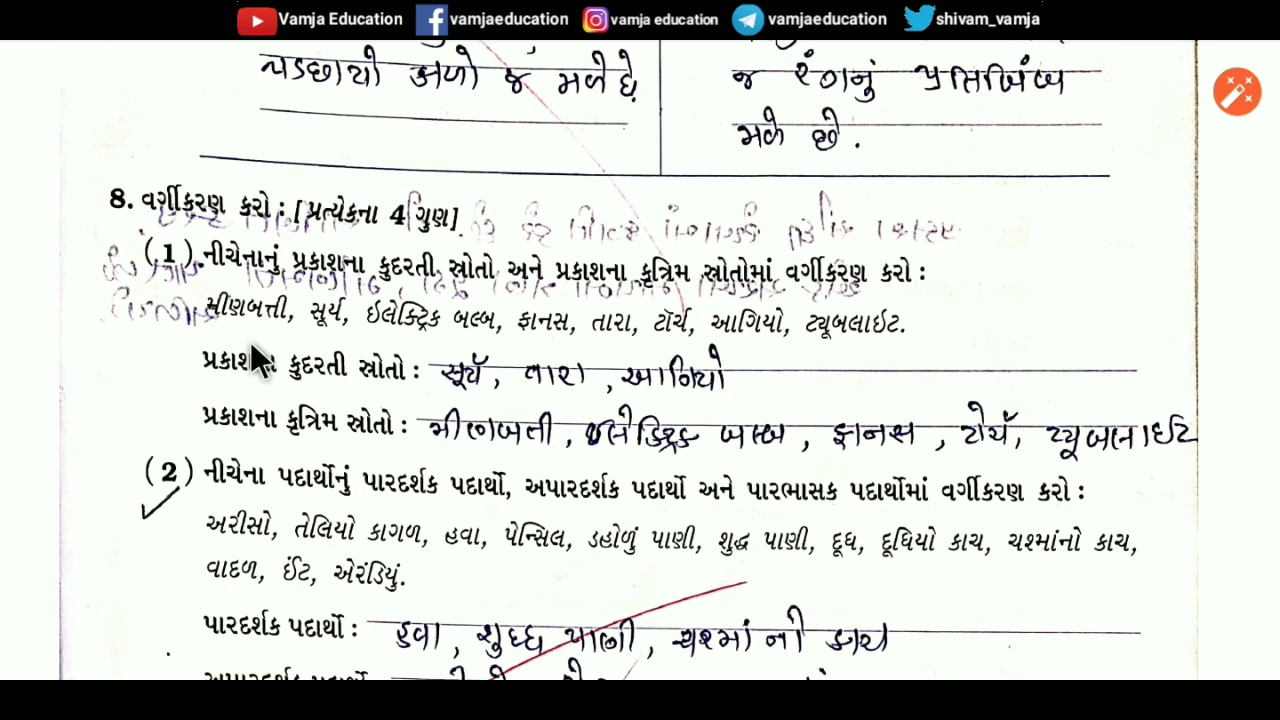 Vamja Education vamjaeducation vamja education vamjaeducation shivam_vamja
પડછાયો કાળો જ મળે છે
જ રંગનું પ્રતિબિંબ
મળે છે.
8. વર્ગીકરણ કરો : [પ્રત્યેકના 4 ગુણ]
(1) નીચેનાનું પ્રકાશના કુદરતી સ્રોતો અને પ્રકાશના કૃત્રિમ સ્રોતોમાં વર્ગીકરણ કરો :
મીણબત્તી, સૂર્ય, ઇલેક્ટ્રિક બલ્બ, ફાનસ, તારા, ટૉર્ચ, આગિયો, ટ્યૂબલાઇટ.
પ્રકાશના કુદરતી સ્રોતો : સૂર્ય, તારા, આગિયો
પ્રકાશના કૃત્રિમ સ્રોતો : મીણબતી, ઇલેક્ટ્રિક બલ્બ, ફાનસ, ટોર્ચ, ટ્યૂબલાઈટ
(2) નીચેના પદાર્થોનું પારદર્શક પદાર્થો, અપારદર્શક પદાર્થો અને પારભાસક પદાર્થોમાં વર્ગીકરણ કરો :
અરીસો, તેલિયો કાગળ, હવા, પેન્સિલ, ડહોળું પાણી, શુદ્ધ પાણી, દૂધ, દૂધિયો કાચ, ચશ્માંનો કાચ,
વાદળ, ઈંટ, એરંડિયું.
પારદર્શક પદાર્થો : હવા, શુધ્ધ પાણી, ચશ્માંનો કાચ